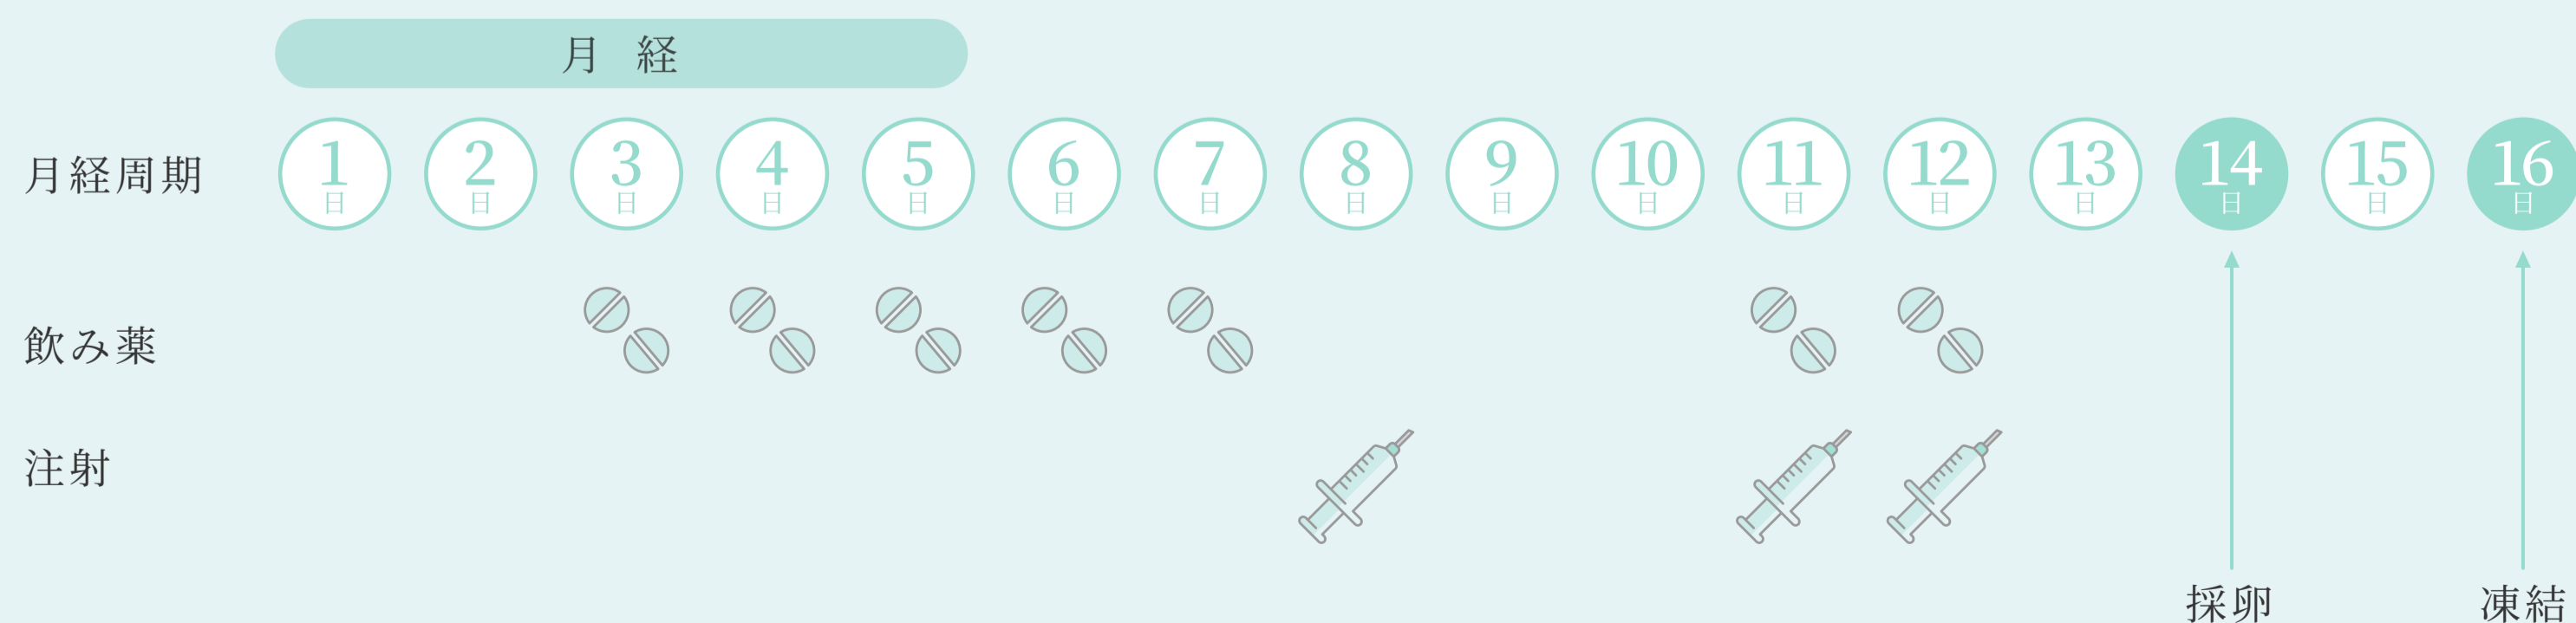 月 経
月経周期 1日 2日 3日 4日 5日 6日 7日 8日 9日 10日 11日 12日 13日 14日 15日 16日
飲み薬
注射
採卵 凍結